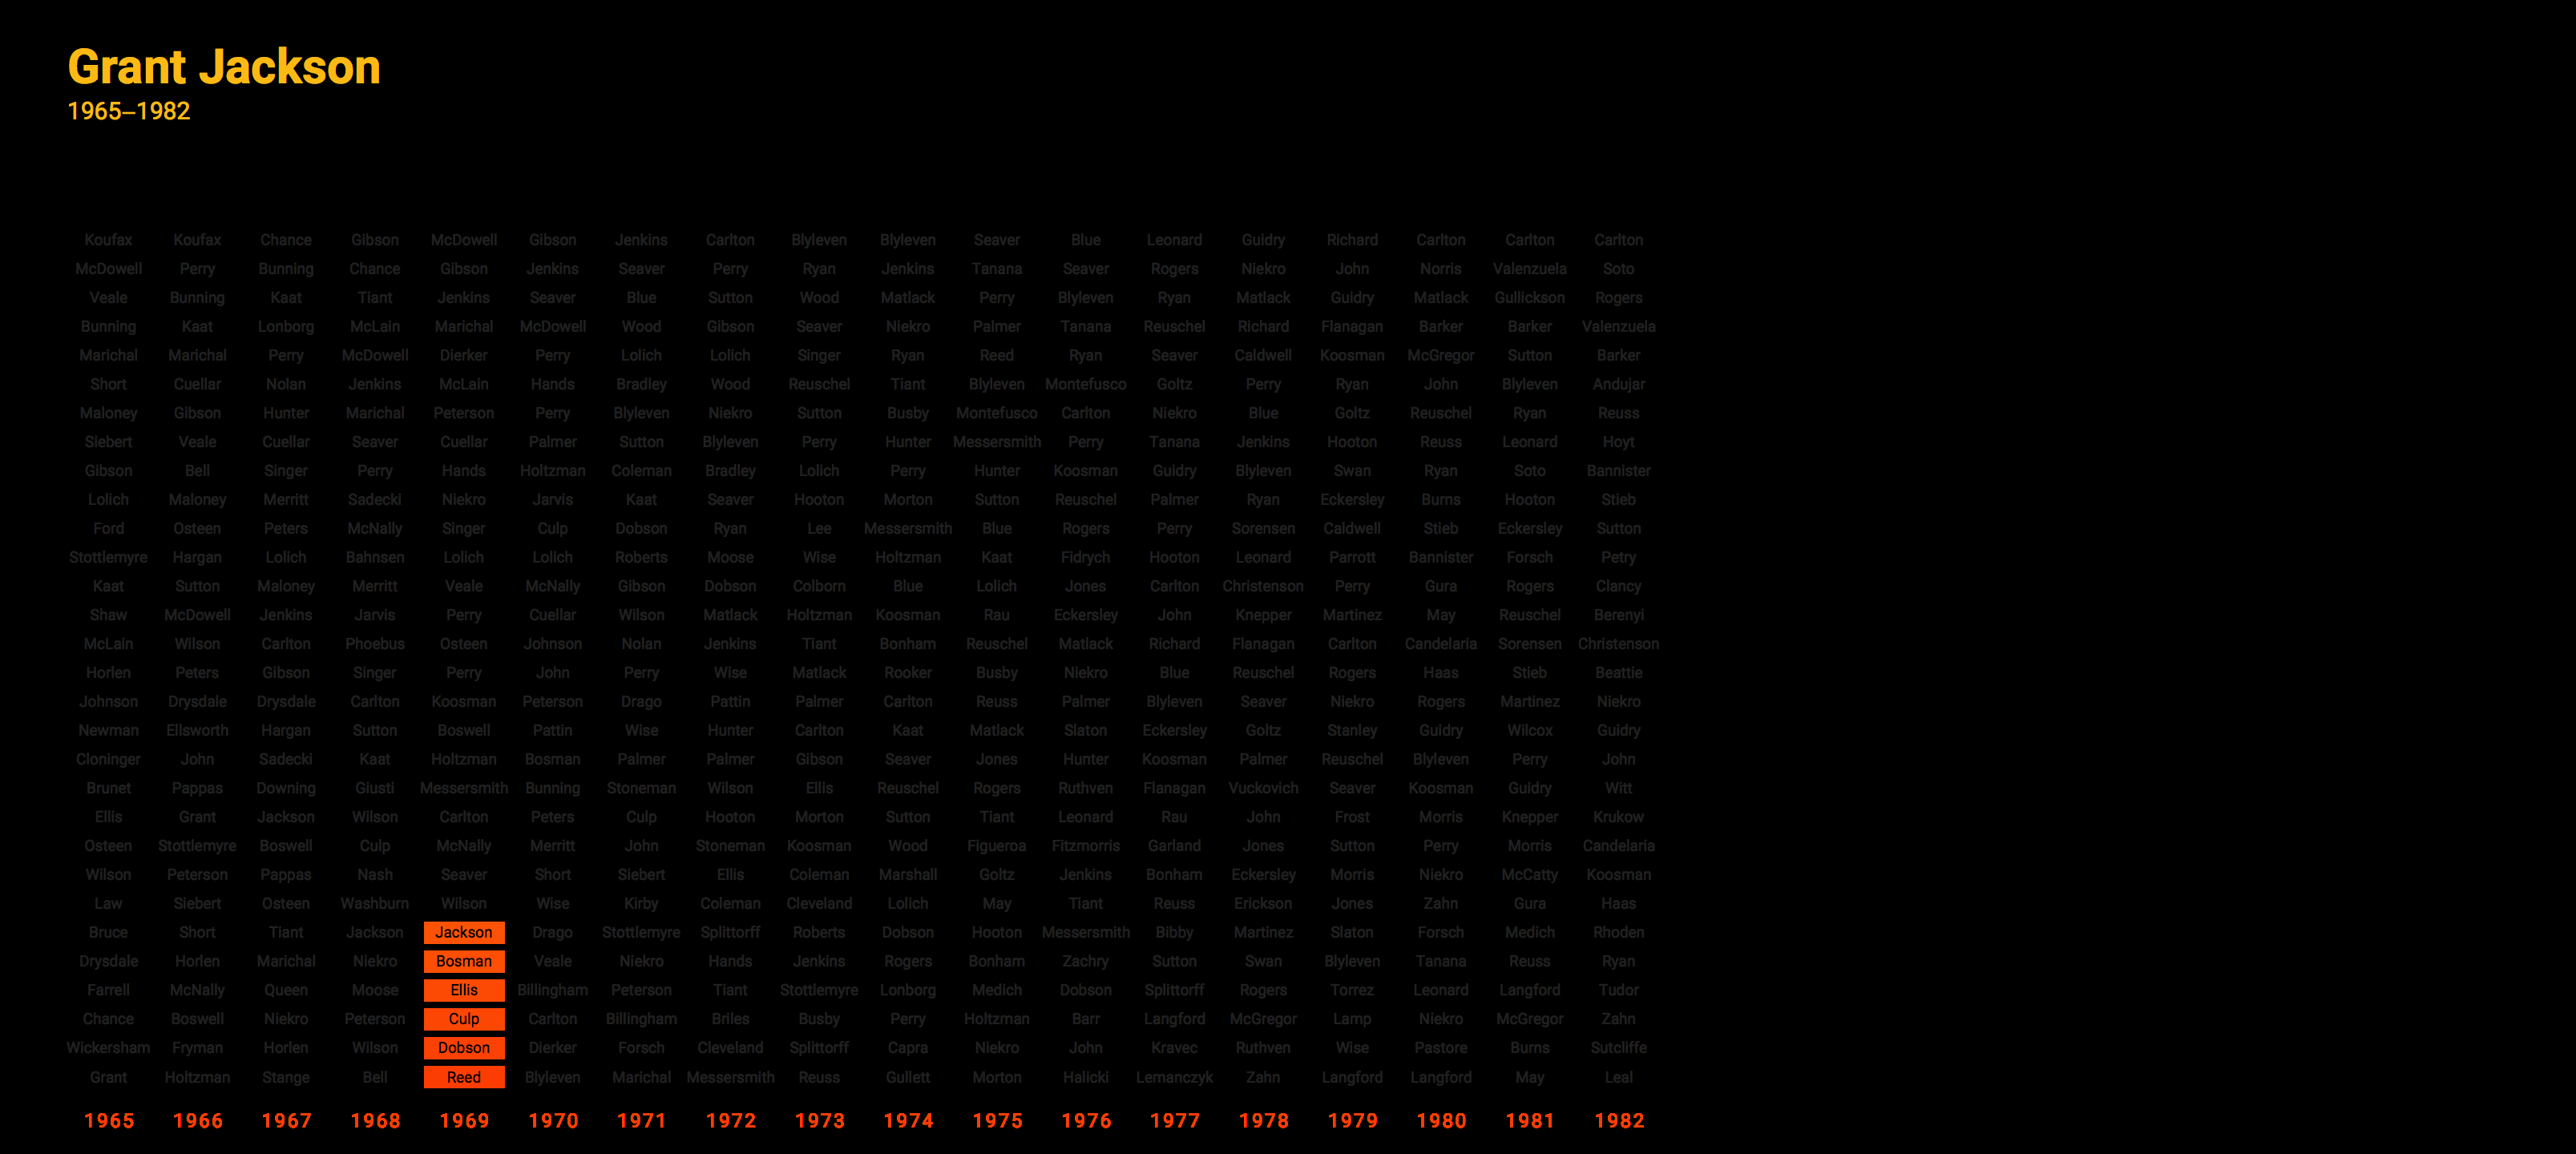 Grant Jackson
1965–1982
Koufax Koufax Chance Gibson McDowell Gibson Jenkins Carlton Blyleven Blyleven Seaver Blue Leonard Guidry Richard Carlton Carlton Carlton
McDowell Perry Bunning Chance Gibson Jenkins Seaver Perry Ryan Jenkins Tanana Seaver Rogers Niekro John Norris Valenzuela Soto
Veale Bunning Kaat Tiant Jenkins Seaver Blue Sutton Wood Matlack Perry Blyleven Ryan Matlack Guidry Matlack Gullickson Rogers
Bunning Kaat Lonborg McLain Marichal McDowell Wood Gibson Seaver Niekro Palmer Tanana Reuschel Richard Flanagan Barker Barker Valenzuela
Marichal Marichal Perry McDowell Dierker Perry Lolich Lolich Singer Ryan Reed Ryan Seaver Caldwell Koosman McGregor Sutton Barker
Short Cuellar Nolan Jenkins McLain Hands Bradley Wood Reuschel Tiant Blyleven Montefusco Goltz Perry Ryan John Blyleven Andujar
Maloney Gibson Hunter Marichal Peterson Perry Blyleven Niekro Sutton Busby Montefusco Carlton Niekro Blue Goltz Reuschel Ryan Reuss
Siebert Veale Cuellar Seaver Cuellar Palmer Sutton Blyleven Perry Hunter Messersmith Perry Tanana Jenkins Hooton Reuss Leonard Hoyt
Gibson Bell Singer Perry Hands Holtzman Coleman Bradley Lolich Perry Hunter Koosman Guidry Blyleven Swan Ryan Soto Bannister
Lolich Maloney Merritt Sadecki Niekro Jarvis Kaat Seaver Hooton Morton Sutton Reuschel Palmer Ryan Eckersley Burns Hooton Stieb
Ford Osteen Peters McNally Singer Culp Dobson Ryan Lee Messersmith Blue Rogers Perry Sorensen Caldwell Stieb Eckersley Sutton
Stottlemyre Hargan Lolich Bahnsen Lolich Lolich Roberts Moose Wise Holtzman Kaat Fidrych Hooton Leonard Parrott Bannister Forsch Petry
Kaat Sutton Maloney Merritt Veale McNally Gibson Dobson Colborn Blue Lolich Jones Carlton Christenson Perry Gura Rogers Clancy
Shaw McDowell Jenkins Jarvis Perry Cuellar Wilson Matlack Holtzman Koosman Rau Eckersley John Knepper Martinez May Reuschel Berenyi
McLain Wilson Carlton Phoebus Osteen Johnson Nolan Jenkins Tiant Bonham Reuschel Matlack Richard Flanagan Carlton Candelaria Sorensen Christenson
Horlen Peters Gibson Singer Perry John Perry Wise Matlack Rooker Busby Niekro Blue Reuschel Rogers Haas Stieb Beattie
Johnson Drysdale Drysdale Carlton Koosman Peterson Drago Pattin Palmer Carlton Reuss Palmer Blyleven Seaver Niekro Rogers Martinez Niekro
Newman Ellsworth Hargan Sutton Boswell Pattin Wise Hunter Carlton Kaat Matlack Slaton Eckersley Goltz Stanley Guidry Wilcox Guidry
Cloninger John Sadecki Kaat Holtzman Bosman Palmer Palmer Gibson Seaver Jones Hunter Koosman Palmer Reuschel Blyleven Perry John
Brunet Pappas Downing Giusti Messersmith Bunning Stoneman Wilson Ellis Reuschel Rogers Ruthven Flanagan Vuckovich Seaver Koosman Guidry Witt
Ellis Grant Jackson Wilson Carlton Peters Culp Hooton Morton Sutton Tiant Leonard Rau John Frost Morris Knepper Krukow
Osteen Stottlemyre Boswell Culp McNally Merritt John Stoneman Koosman Wood Figueroa Fitzmorris Garland Jones Sutton Perry Morris Candelaria
Wilson Peterson Pappas Nash Seaver Short Siebert Ellis Coleman Marshall Goltz Jenkins Bonham Eckersley Morris Niekro McCatty Koosman
Law Siebert Osteen Washburn Wilson Wise Kirby Coleman Cleveland Lolich May Tiant Reuss Erickson Jones Zahn Gura Haas
Bruce Short Tiant Jackson Jackson Drago Stottlemyre Splittorff Roberts Dobson Hooton Messersmith Bibby Martinez Slaton Forsch Medich Rhoden
Drysdale Horlen Marichal Niekro Bosman Veale Niekro Hands Jenkins Rogers Bonham Zachry Sutton Swan Blyleven Tanana Reuss Ryan
Farrell McNally Queen Moose Ellis Billingham Peterson Tiant Stottlemyre Lonborg Medich Dobson Splittorff Rogers Torrez Leonard Langford Tudor
Chance Boswell Niekro Peterson Culp Carlton Billingham Briles Busby Perry Holtzman Barr Langford McGregor Lamp Niekro McGregor Zahn
Wickersham Fryman Horlen Wilson Dobson Dierker Forsch Cleveland Splittorff Capra Niekro John Kravec Ruthven Wise Pastore Burns Sutcliffe
Grant Holtzman Stange Bell Reed Blyleven Marichal Messersmith Reuss Gullett Morton Halicki Lemanczyk Zahn Langford Langford May Leal
1965 1966 1967 1968 1969 1970 1971 1972 1973 1974 1975 1976 1977 1978 1979 1980 1981 1982